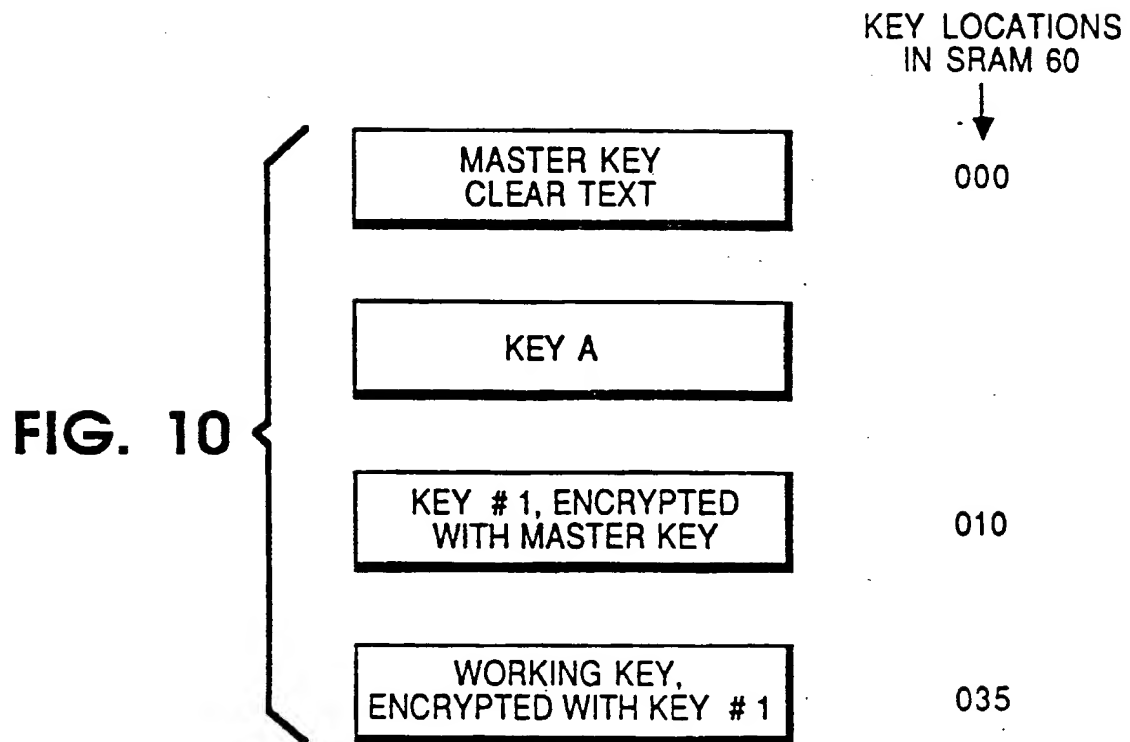 KEY LOCATIONS
IN SRAM 60
MASTER KEY
CLEAR TEXT
000
KEY A
FIG. 10
KEY # 1, ENCRYPTED
WITH MASTER KEY
010
WORKING KEY,
ENCRYPTED WITH KEY # 1
035